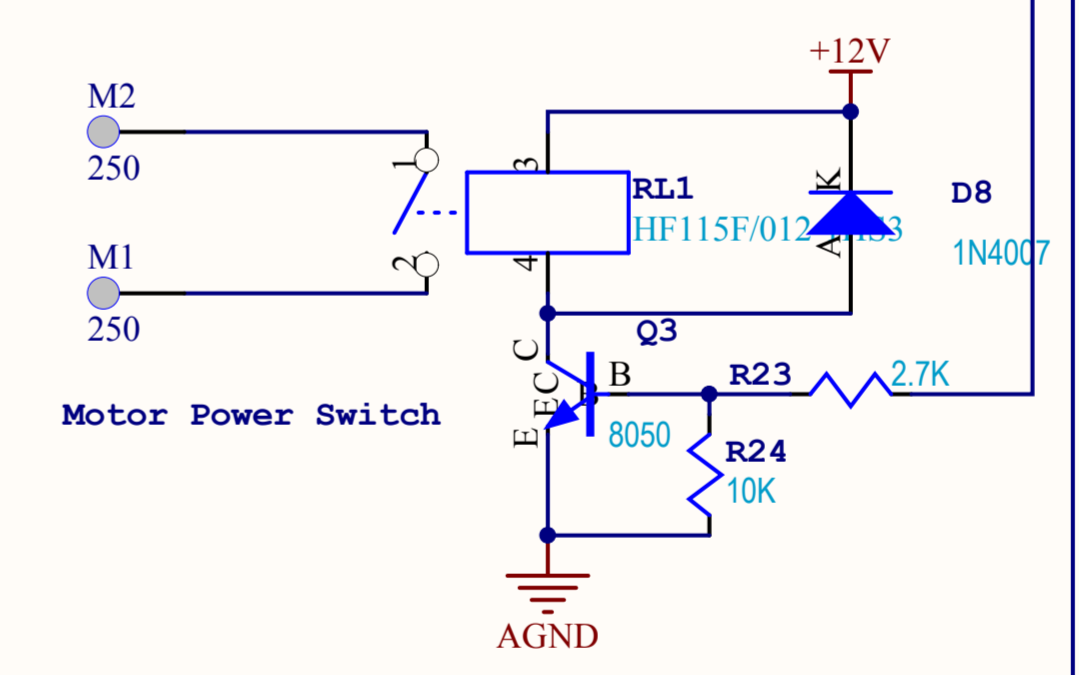 +12V
M2
250
1
3
K
RL1
D8
HF115F/012
A
1N4007
M1
250
2
4
Q3
C
B
R23
2.7K
EC
E
8050
Motor Power Switch
R24
10K
AGND